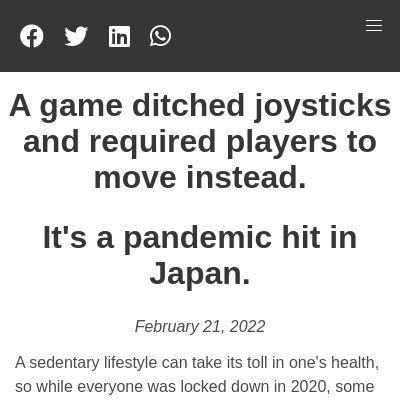 A game ditched joysticks
and required players to
move instead.
It's a pandemic hit in
Japan.
February 21, 2022
A sedentary lifestyle can take its toll in one's health,
so while everyone was locked down in 2020, some